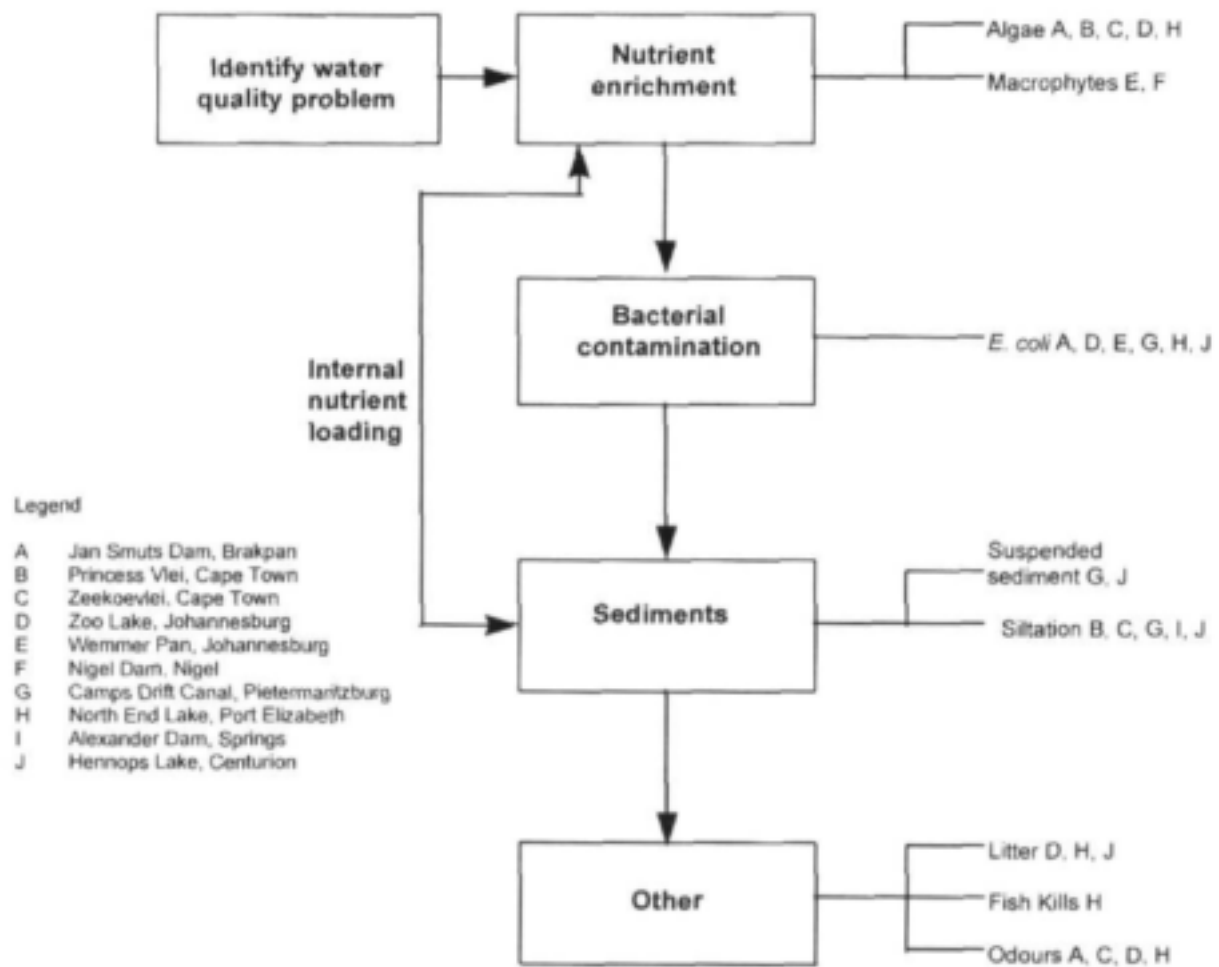 Identify water
quality problem
Nutrient
enrichment
Algae A, B, C, D, H
Macrophytes E, F
Bacterial
contamination
E. coli A, D, E, G, H, J
Internal
nutrient
loading
Legend
A Jan Smuts Dam, Brakpan
B Princess Vlei, Cape Town
C Zeekoevlei, Cape Town
D Zoo Lake, Johannesburg
E Wemmer Pan, Johannesburg
F Nigel Dam, Nigel
G Camps Drift Canal, Pietermaritzburg
H North End Lake, Port Elizabeth
I Alexander Dam, Springs
J Hennops Lake, Centurion
Sediments
Suspended
sediment G, J
Siltation B, C, G, I, J
Other
Litter D, H, J
Fish Kills H
Odours A, C, D, H